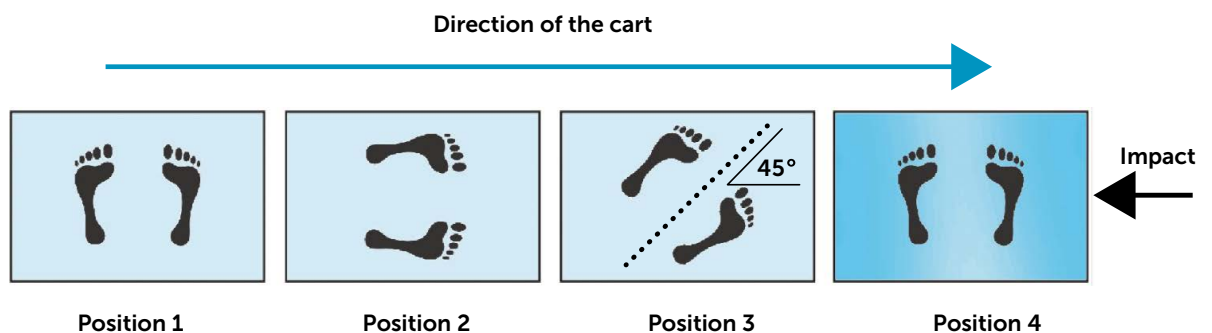 Direction of the cart
45°
Impact
Position 1
Position 2
Position 3
Position 4